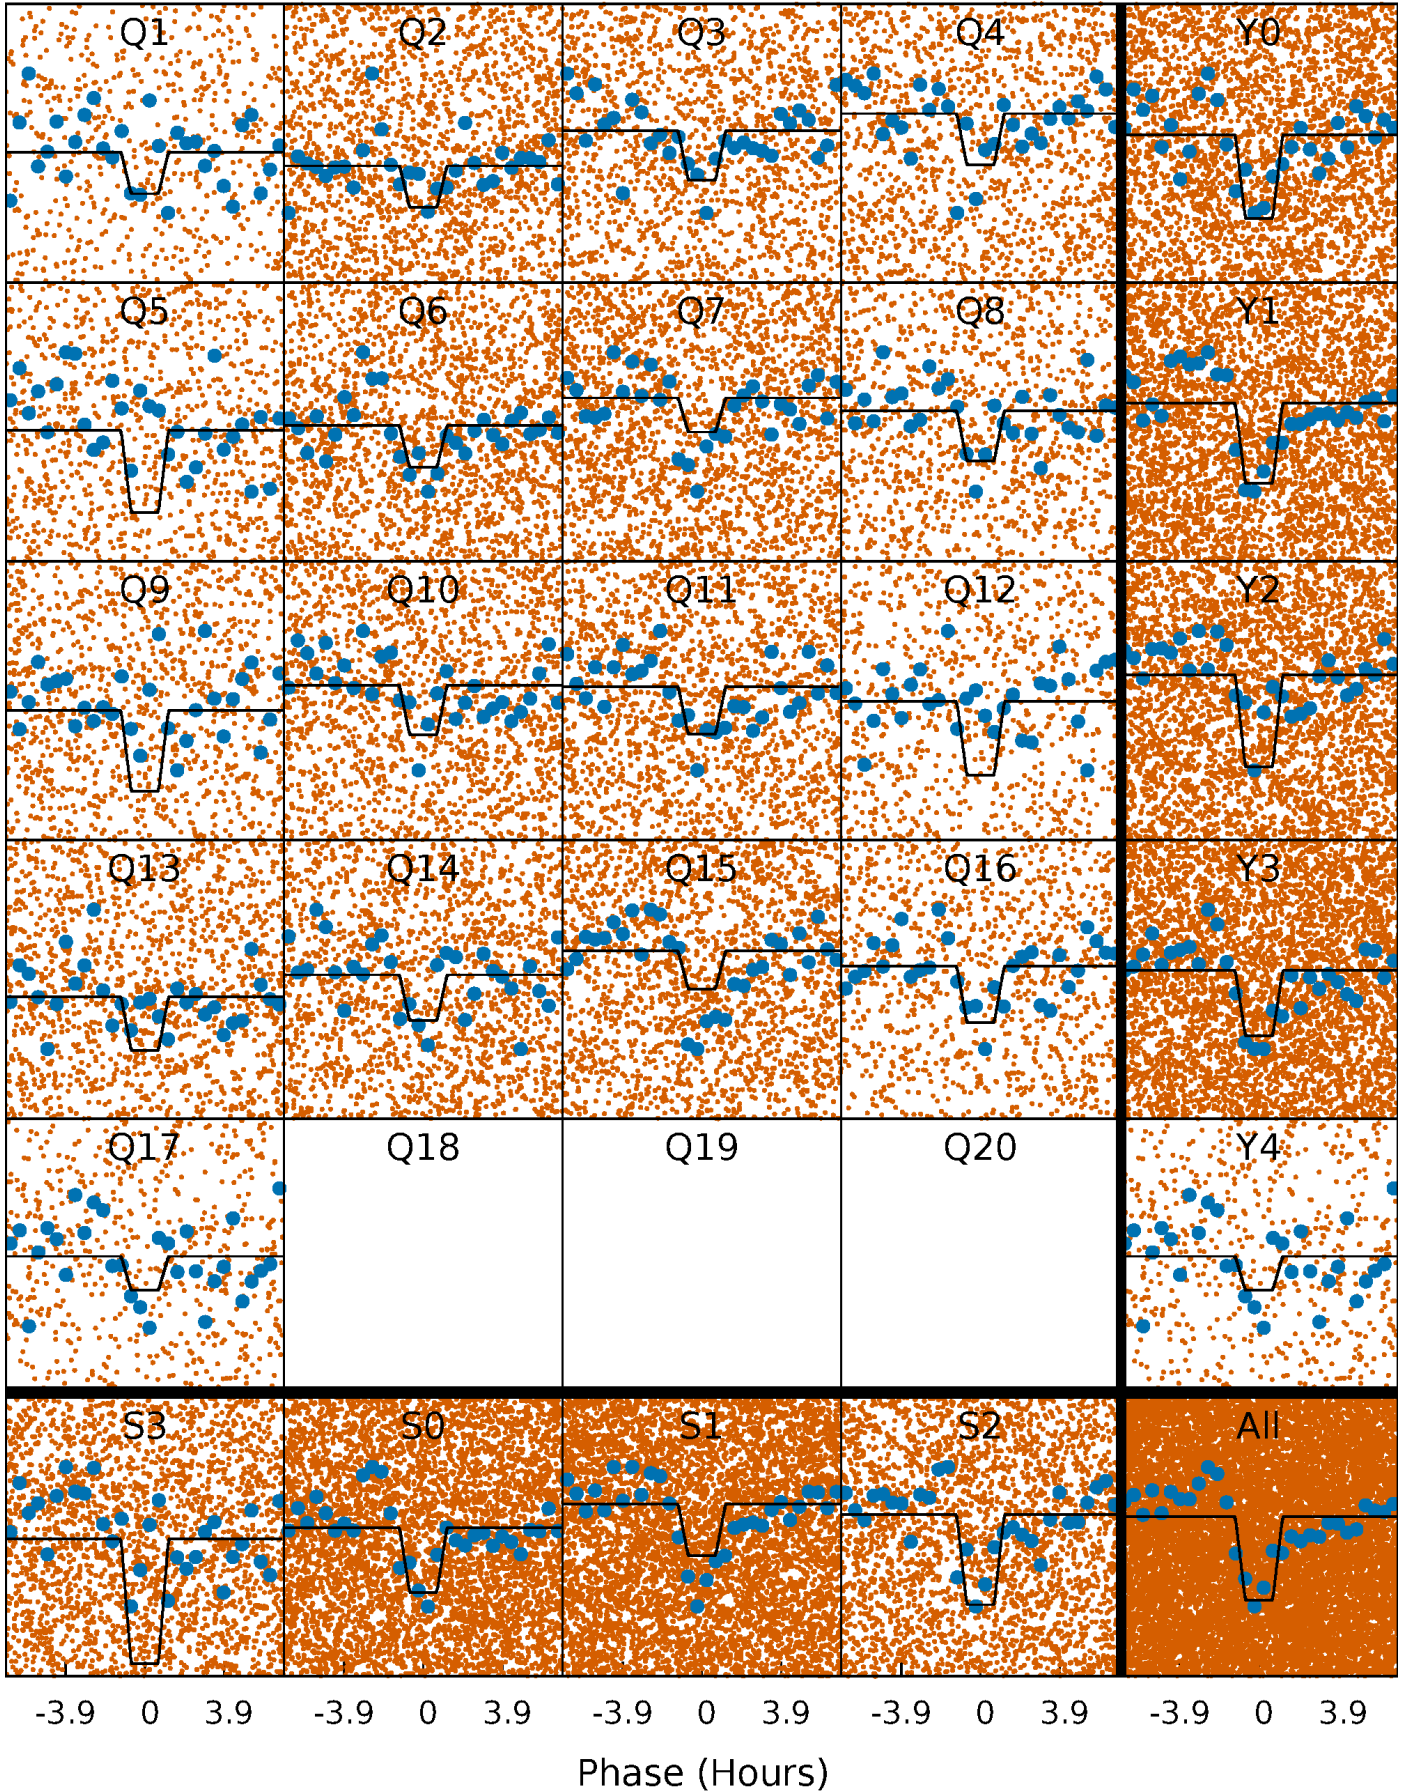 Q1 Q2 Q3 Q4 Y0
Q5 Q6 Q7 Q8 Y1
Q9 Q10 Q11 Q12 Y2
Q13 Q14 Q15 Q16 Y3
Q17 Q18 Q19 Q20 Y4
S3 S0 S1 S2 All
-3.9 0 3.9 -3.9 0 3.9 -3.9 0 3.9 -3.9 0 3.9 -3.9 0 3.9
Phase (Hours)